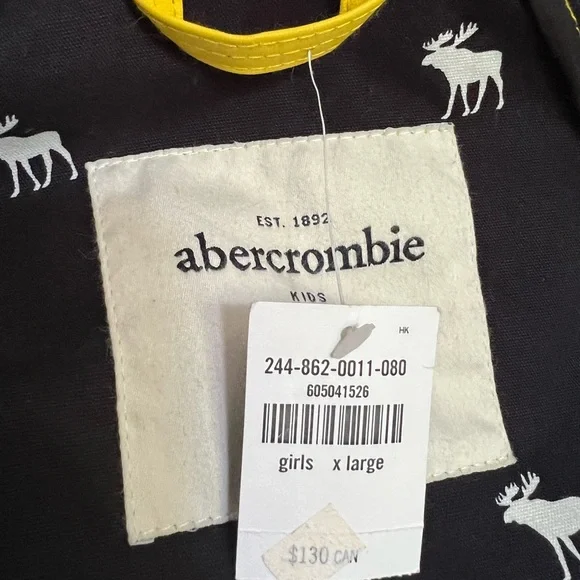 EST. 1892
abercrombie
KIDS
HK
244-862-0011-080
605041526
girls x large
$130 CAN